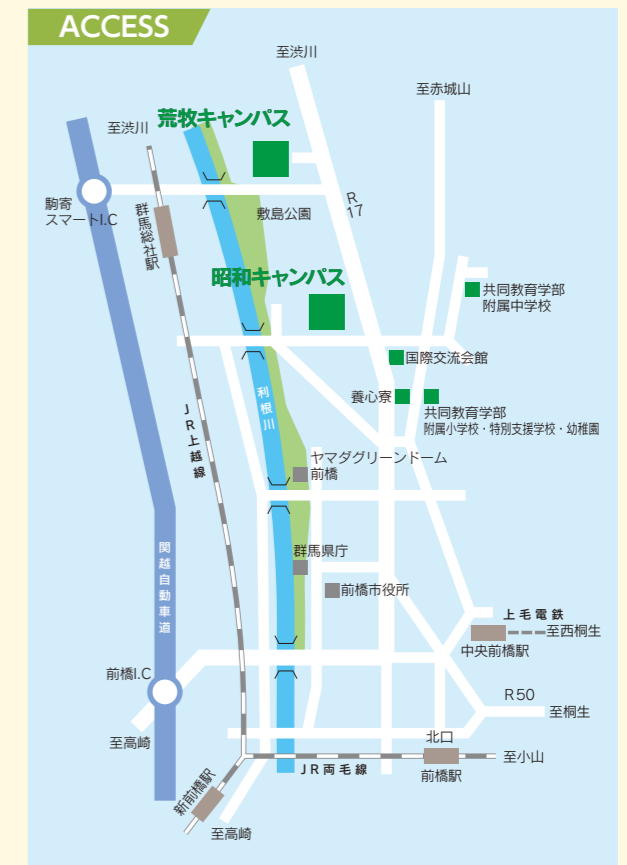 ACCESS
至渋川
至赤城山
至渋川
荒牧キャンパス
駒寄
スマートI.C
群馬総社駅
敷島公園
R17
昭和キャンパス
共同教育学部
附属中学校
国際交流会館
養心寮
共同教育学部
附属小学校・特別支援学校・幼稚園
利根川
JR上越線
ヤマダグリーンドーム
前橋
関越自動車道
群馬県庁
前橋市役所
上毛電鉄
至西桐生
中央前橋駅
前橋I.C
R50
至桐生
至高崎
北口
至小山
JR両毛線
前橋駅
新前橋駅
至高崎